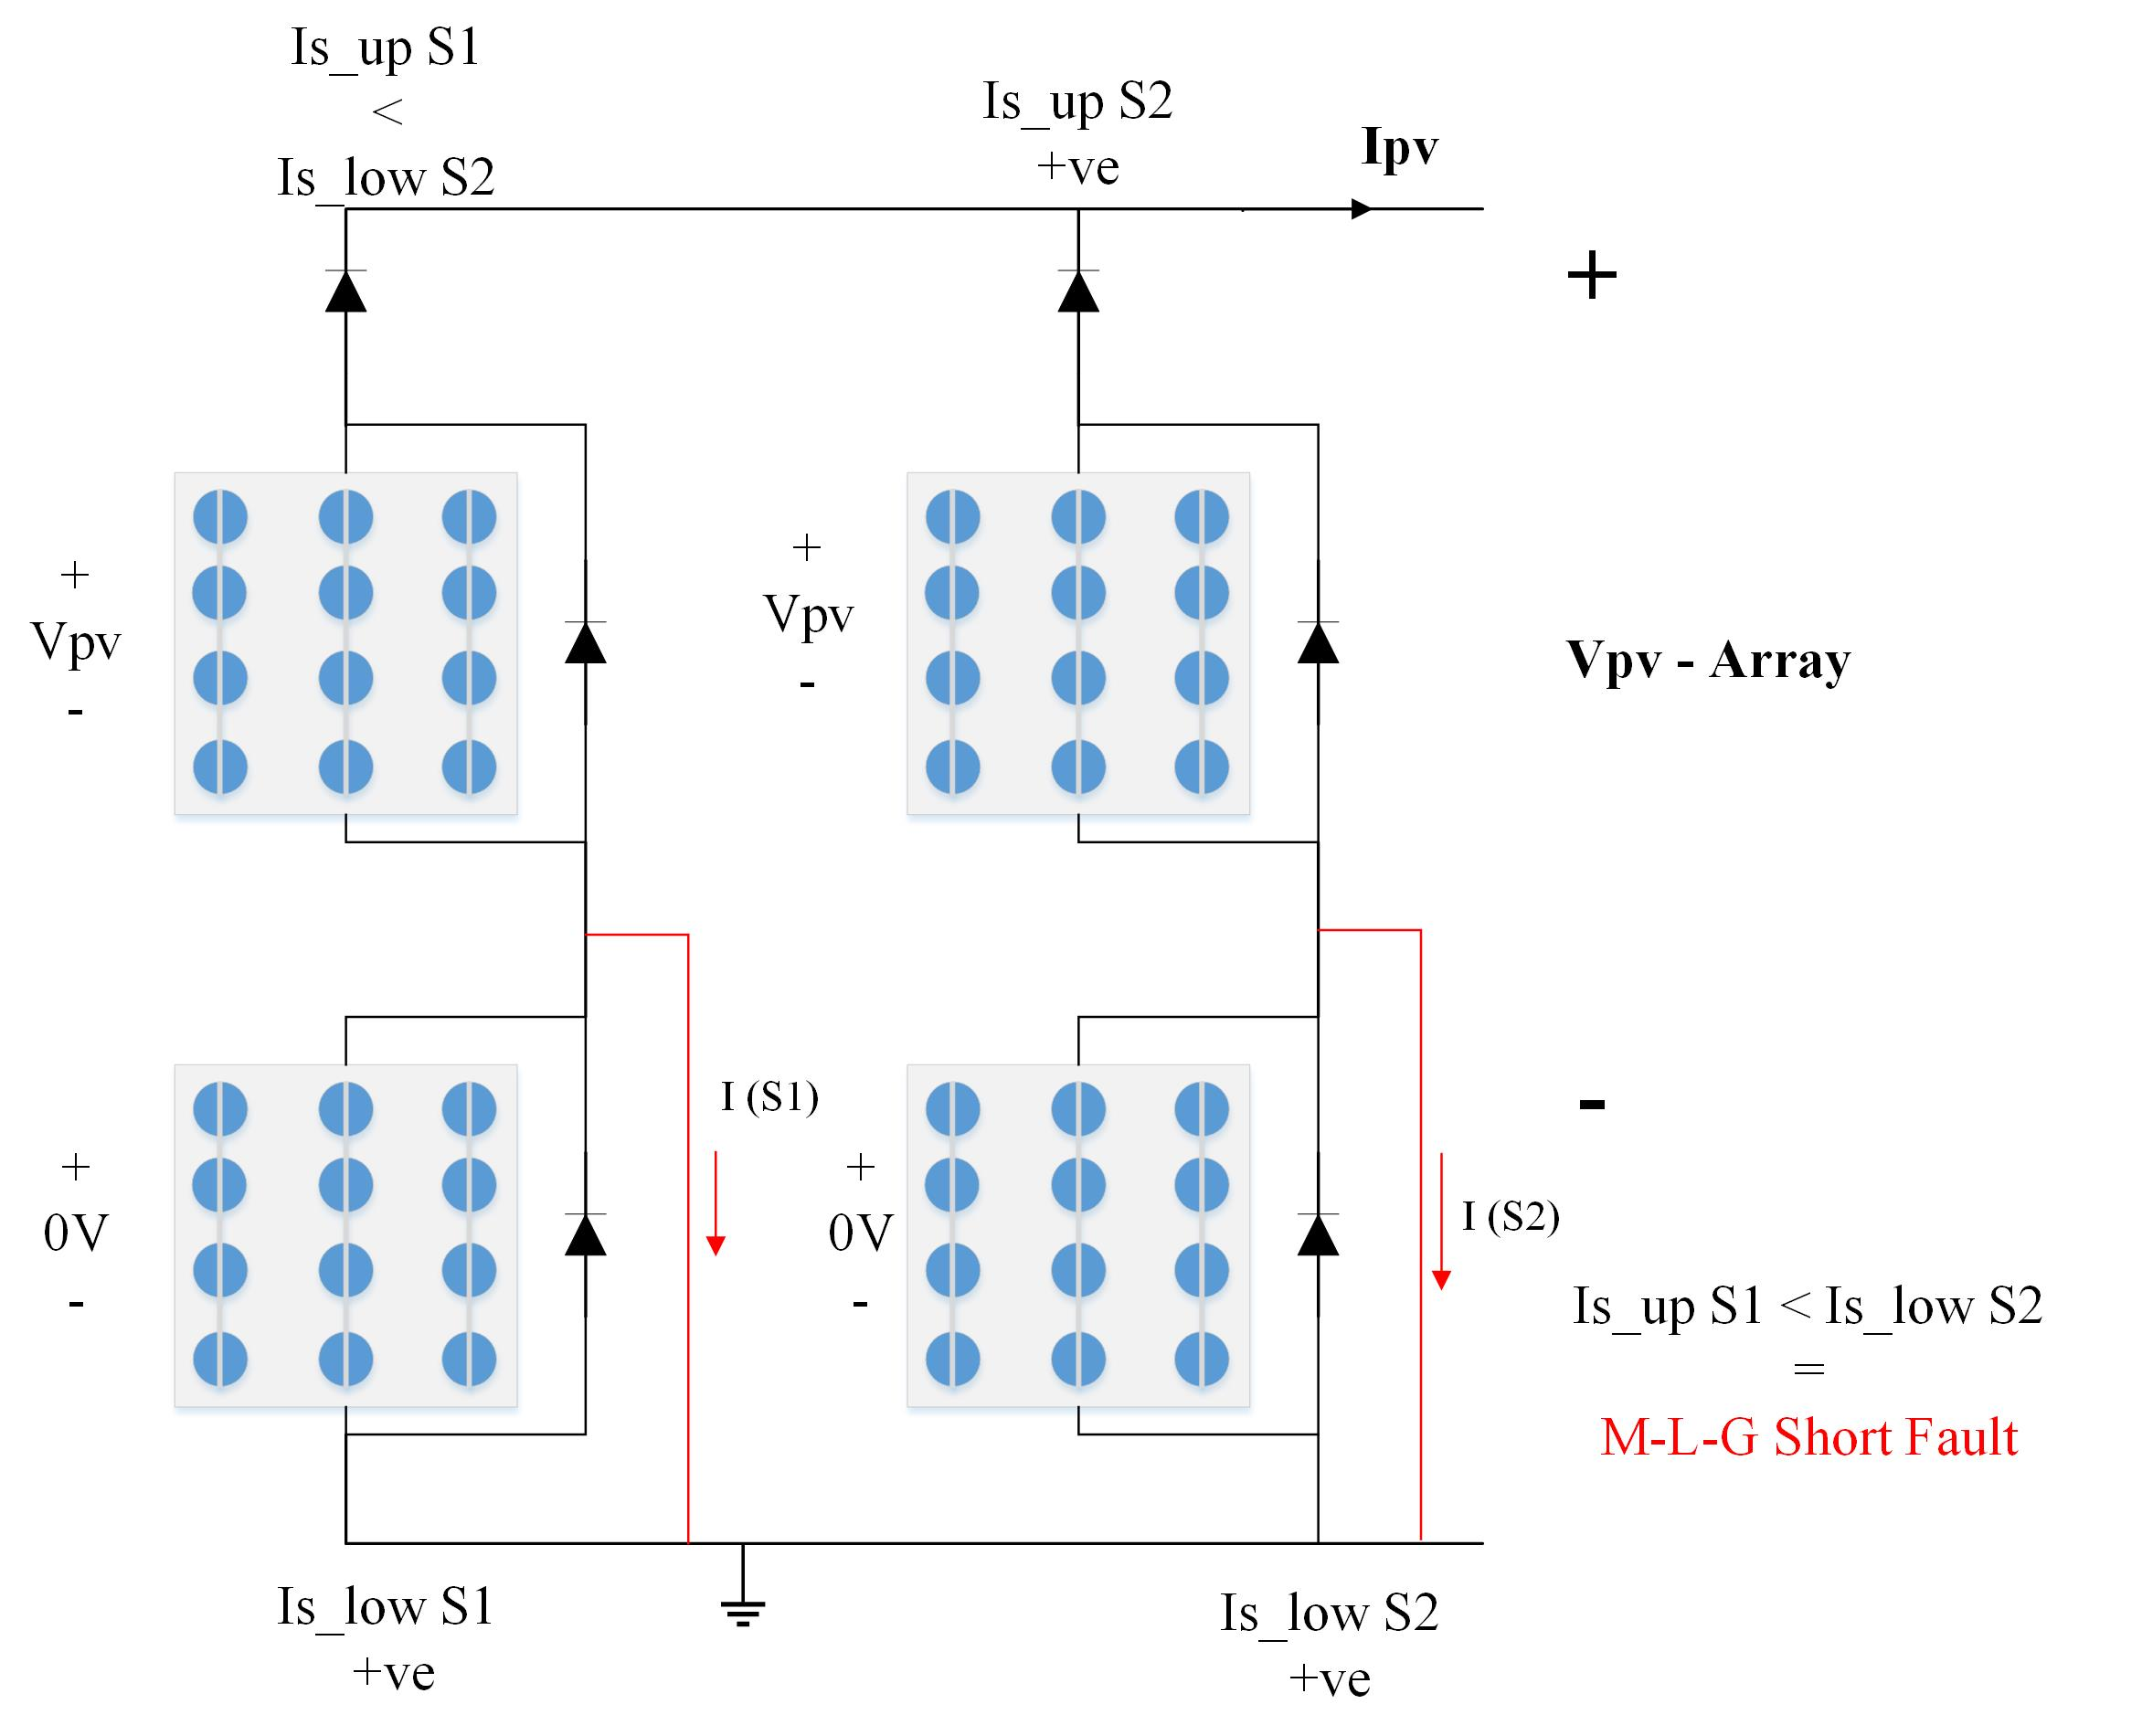 Is_up S1
<
Is_low S2
Is_up S2
+ve
Ipv
+
+
Vpv
-
+
Vpv
-
Vpv - Array
+
0V
-
I (S1)
+
0V
-
-
I (S2)
Is_up S1 < Is_low S2
=
M-L-G Short Fault
Is_low S1
+ve
Is_low S2
+ve